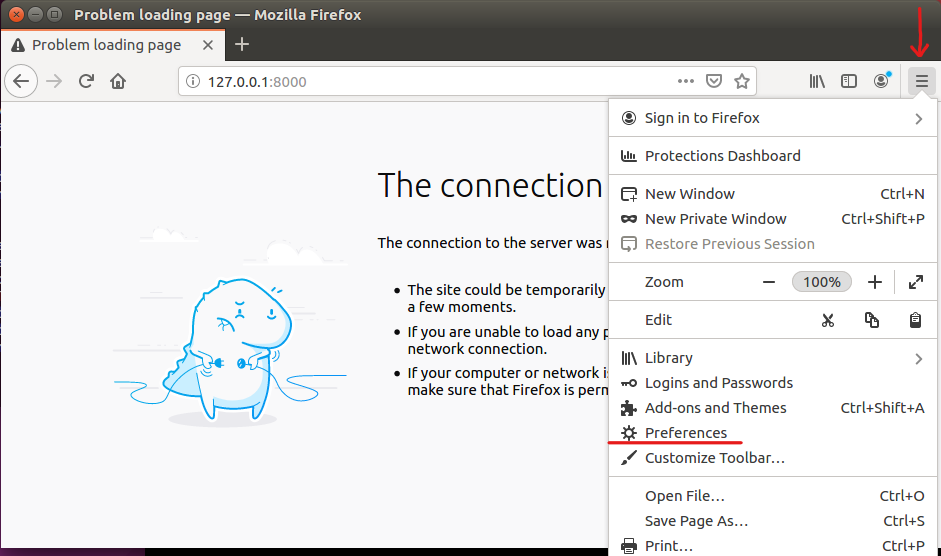 Problem loading page — Mozilla Firefox
Problem loading page
127.0.0.1:8000
Sign in to Firefox
Protections Dashboard
New Window Ctrl+N
New Private Window Ctrl+Shift+P
Restore Previous Session
Zoom 100%
Edit
Library
Logins and Passwords
Add-ons and Themes Ctrl+Shift+A
Preferences
Customize Toolbar…
Open File… Ctrl+O
Save Page As… Ctrl+S
Print… Ctrl+P
The connection
The connection to the server was
• The site could be temporarily
a few moments.
• If you are unable to load any
network connection.
• If your computer or network
make sure that Firefox is